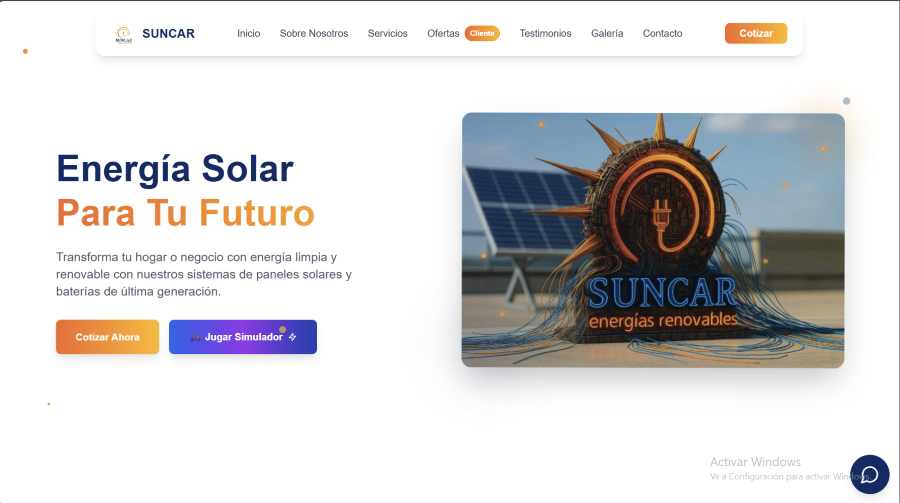 SUNCAR
Inicio
Sobre Nosotros
Servicios
Ofertas
Cliente
Testimonios
Galería
Contacto
Cotizar
Energía Solar
Para Tu Futuro
Transforma tu hogar o negocio con energía limpia y
renovable con nuestros sistemas de paneles solares y
baterías de última generación.
Cotizar Ahora
Jugar Simulador
SUNCAR
energías renovables
Activar Windows
Ve a Configuración para activar Windows.